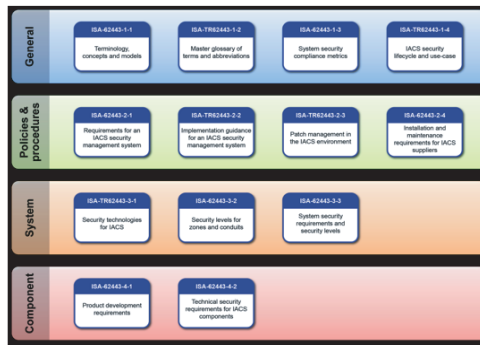 General
ISA-62443-1-1
Terminology,
concepts and models
ISA-TR62443-1-2
Master glossary of
terms and abbreviations
ISA-62443-1-3
System security
compliance metrics
ISA-TR62443-1-4
IACS security
lifecycle and use-case
Policies &
procedures
ISA-62443-2-1
Requirements for an
IACS security
management system
ISA-TR62443-2-2
Implementation guidance
for an IACS security
management system
ISA-TR62443-2-3
Patch management in
the IACS environment
ISA-62443-2-4
Installation and
maintenance
requirements for IACS
suppliers
System
ISA-TR62443-3-1
Security technologies
for IACS
ISA-62443-3-2
Security levels for
zones and conduits
ISA-62443-3-3
System security
requirements and
security levels
Component
ISA-62443-4-1
Product development
requirements
ISA-62443-4-2
Technical security
requirements for IACS
components